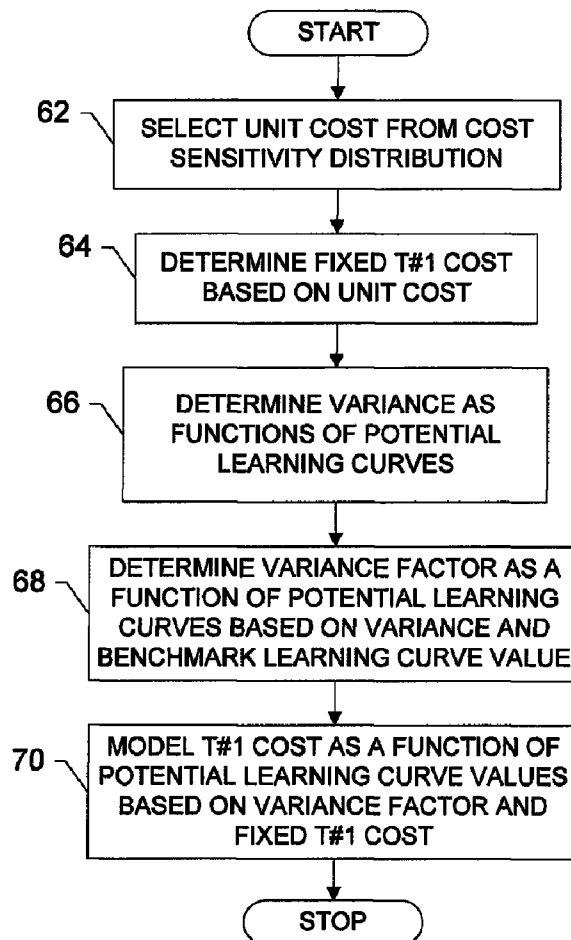 START
62
SELECT UNIT COST FROM COST
SENSITIVITY DISTRIBUTION
64
DETERMINE FIXED T#1 COST
BASED ON UNIT COST
66
DETERMINE VARIANCE AS
FUNCTIONS OF POTENTIAL
LEARNING CURVES
68
DETERMINE VARIANCE FACTOR AS A
FUNCTION OF POTENTIAL LEARNING
CURVES BASED ON VARIANCE AND
BENCHMARK LEARNING CURVE VALUE
70
MODEL T#1 COST AS A FUNCTION OF
POTENTIAL LEARNING CURVE VALUES
BASED ON VARIANCE FACTOR AND
FIXED T#1 COST
STOP